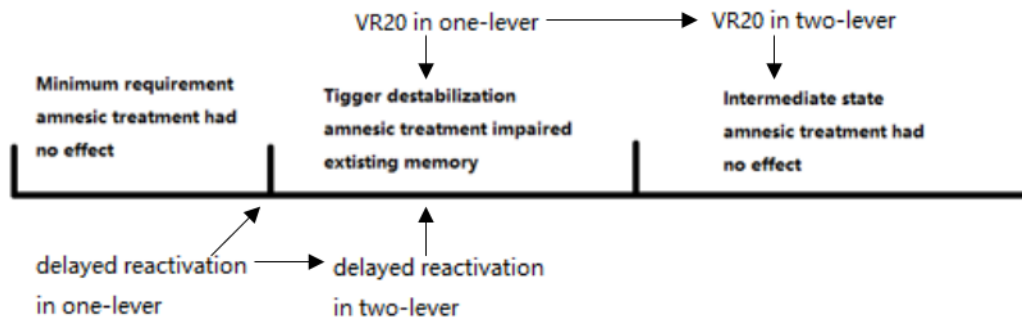 VR20 in one-lever
VR20 in two-lever
Minimum requirement
amnesic treatment had
no effect
Tigger destabilization
amnesic treatment impaired
extisting memory
Intermediate state
amnesic treatment had
no effect
delayed reactivation
in one-lever
delayed reactivation
in two-lever